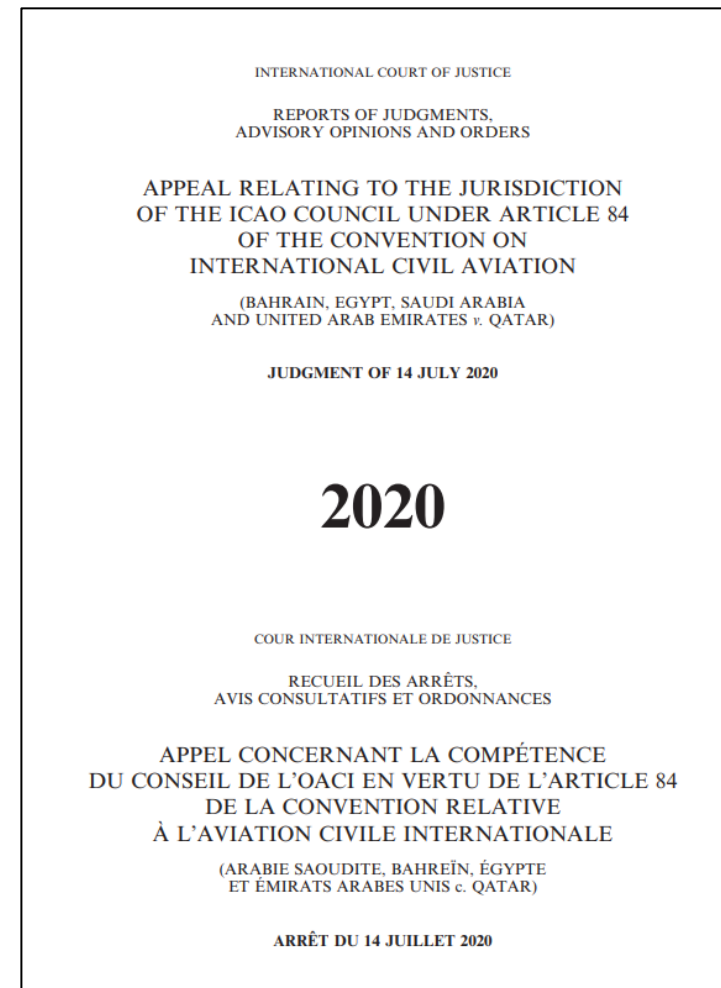 INTERNATIONAL COURT OF JUSTICE
REPORTS OF JUDGMENTS,
ADVISORY OPINIONS AND ORDERS
APPEAL RELATING TO THE JURISDICTION
OF THE ICAO COUNCIL UNDER ARTICLE 84
OF THE CONVENTION ON
INTERNATIONAL CIVIL AVIATION
(BAHRAIN, EGYPT, SAUDI ARABIA
AND UNITED ARAB EMIRATES v. QATAR)
JUDGMENT OF 14 JULY 2020
2020
COUR INTERNATIONALE DE JUSTICE
RECUEIL DES ARRÊTS,
AVIS CONSULTATIFS ET ORDONNANCES
APPEL CONCERNANT LA COMPÉTENCE
DU CONSEIL DE L'OACI EN VERTU DE L'ARTICLE 84
DE LA CONVENTION RELATIVE
À L'AVIATION CIVILE INTERNATIONALE
(ARABIE SAOUDITE, BAHREÏN, ÉGYPTE
ET ÉMIRATS ARABES UNIS c. QATAR)
ARRÊT DU 14 JUILLET 2020